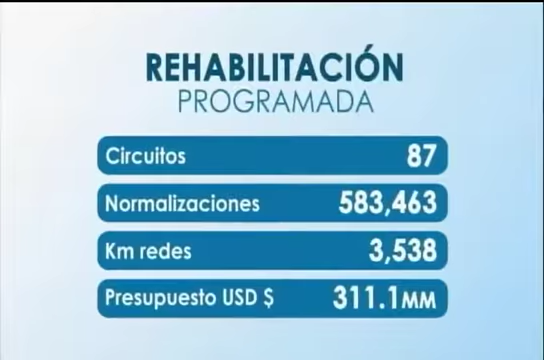 REHABILITACIÓN
PROGRAMADA
Circuitos 87
Normalizaciones 583,463
Km redes 3,538
Presupuesto USD $ 311.1MM